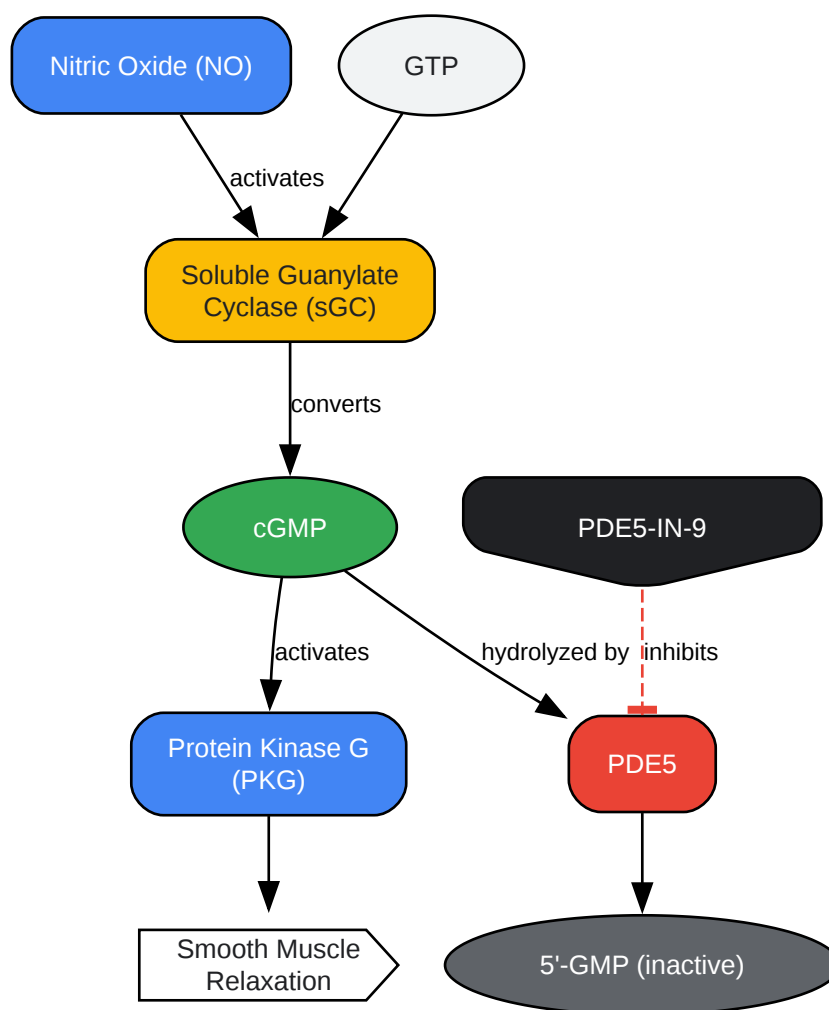 Nitric Oxide (NO)
GTP
activates
Soluble Guanylate
Cyclase (sGC)
converts
cGMP
PDE5-IN-9
activates
hydrolyzed by
inhibits
Protein Kinase G
(PKG)
PDE5
Smooth Muscle
Relaxation
5'-GMP (inactive)